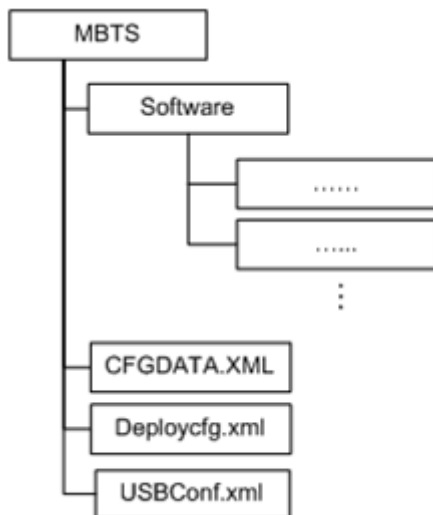 MBTS
Software
......
......
⋮
CFGDATA.XML
Deploycfg.xml
USBConf.xml